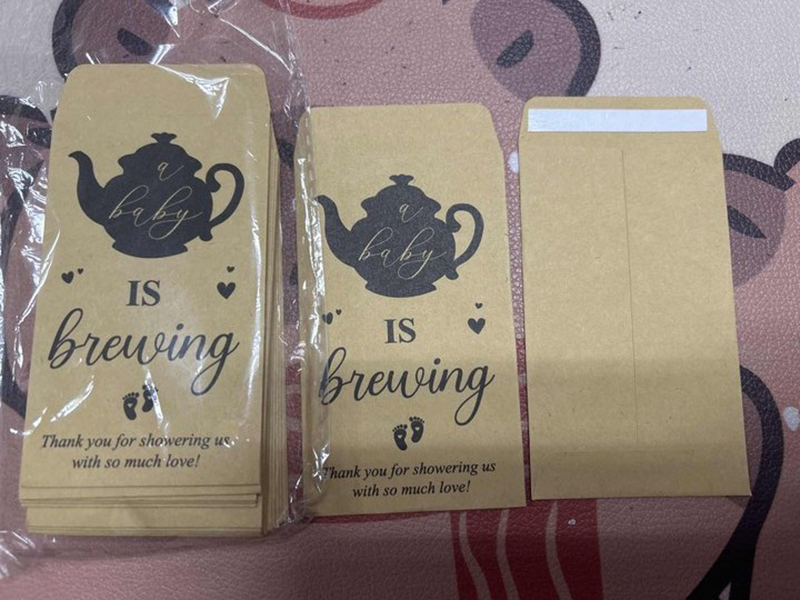 a
baby
IS
brewing
Thank you for showering us
with so much love!
a
baby
IS
brewing
Thank you for showering us
with so much love!